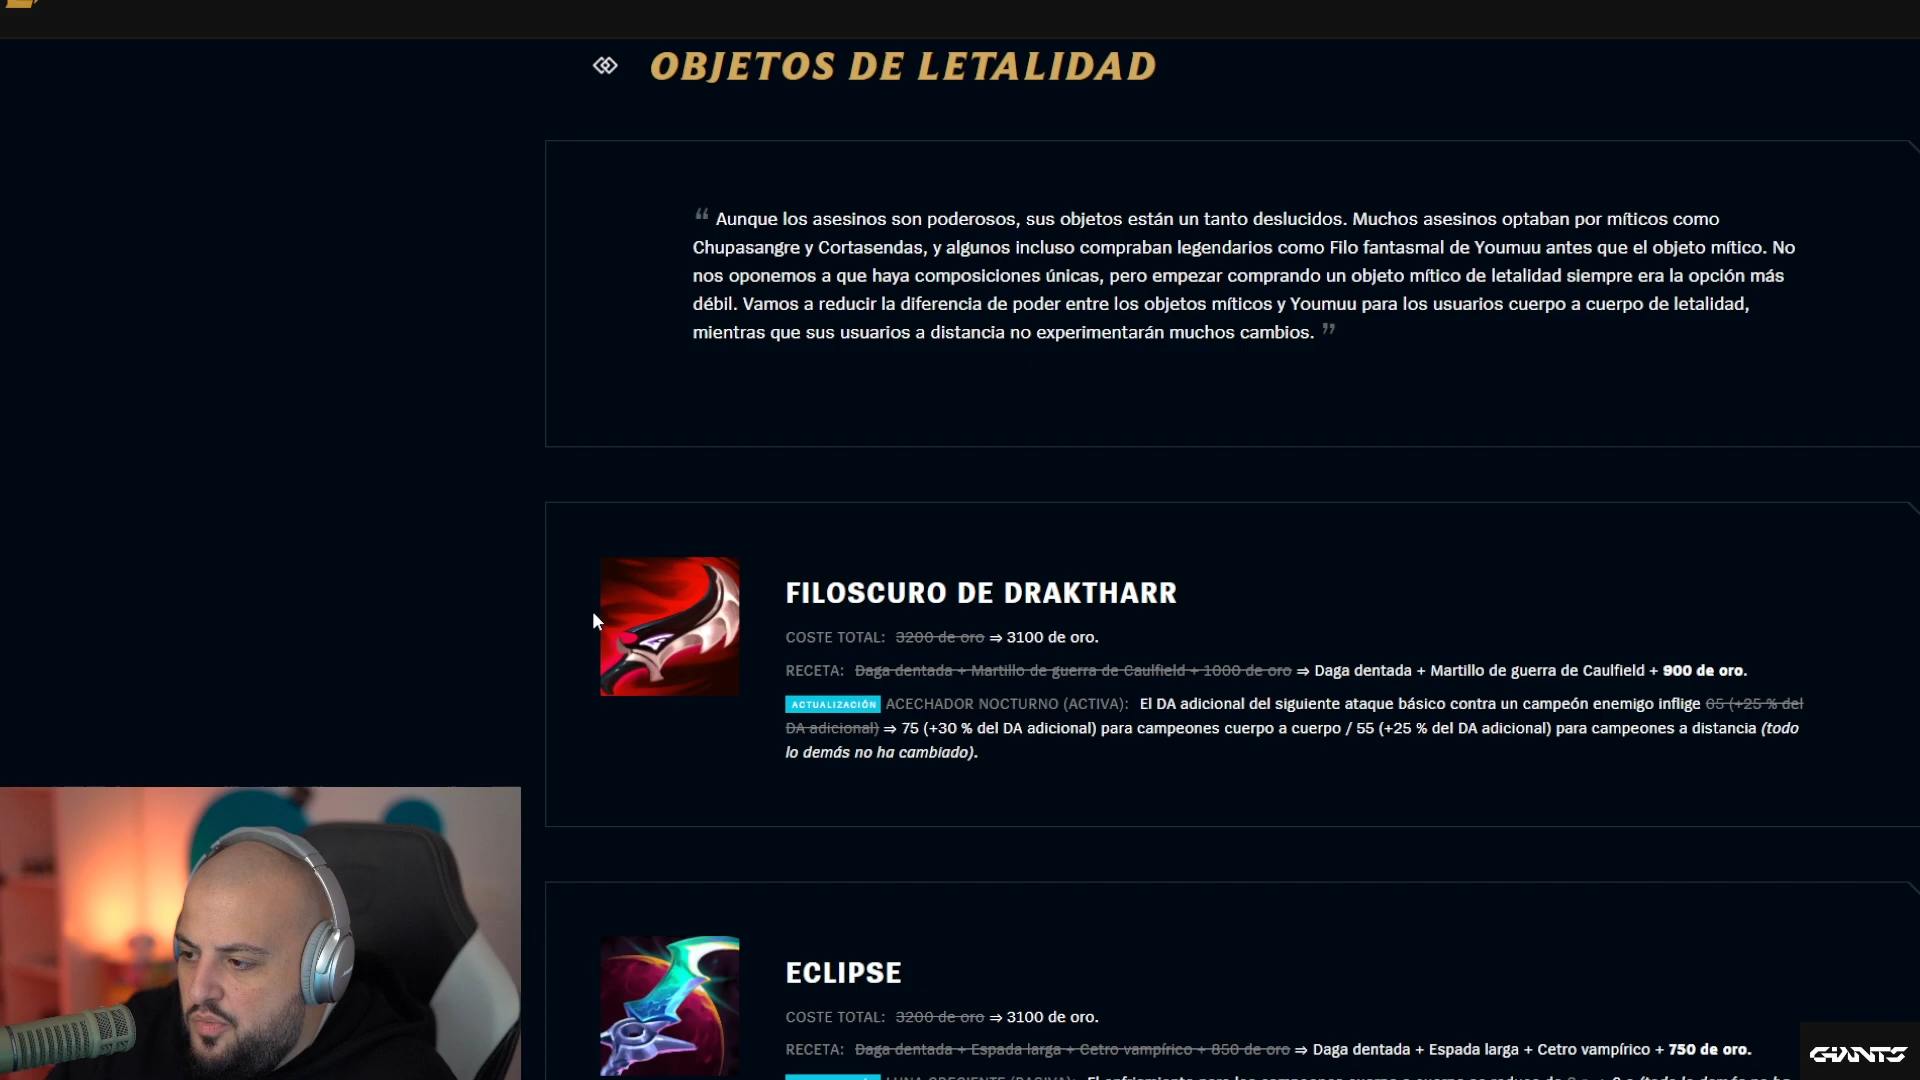 OBJETOS DE LETALIDAD
“ Aunque los asesinos son poderosos, sus objetos están un tanto deslucidos. Muchos asesinos optaban por míticos como
Chupasangre y Cortasendas, y algunos incluso compraban legendarios como Filo fantasmal de Youmuu antes que el objeto mítico. No
nos oponemos a que haya composiciones únicas, pero empezar comprando un objeto mítico de letalidad siempre era la opción más
débil. Vamos a reducir la diferencia de poder entre los objetos míticos y Youmuu para los usuarios cuerpo a cuerpo de letalidad,
mientras que sus usuarios a distancia no experimentarán muchos cambios. ”
FILOSCURO DE DRAKTHARR
COSTE TOTAL: 3200 de oro ⇒ 3100 de oro.
RECETA: Daga dentada + Martillo de guerra de Caulfield + 1000 de oro ⇒ Daga dentada + Martillo de guerra de Caulfield + 900 de oro.
ACTUALIZACIÓN ACECHADOR NOCTURNO (ACTIVA): El DA adicional del siguiente ataque básico contra un campeón enemigo inflige 65 (+25 % del
DA adicional) ⇒ 75 (+30 % del DA adicional) para campeones cuerpo a cuerpo / 55 (+25 % del DA adicional) para campeones a distancia (todo
lo demás no ha cambiado).
ECLIPSE
COSTE TOTAL: 3200 de oro ⇒ 3100 de oro.
RECETA: Daga dentada + Espada larga + Cetro vampírico + 850 de oro ⇒ Daga dentada + Espada larga + Cetro vampírico + 750 de oro.
GIANTS